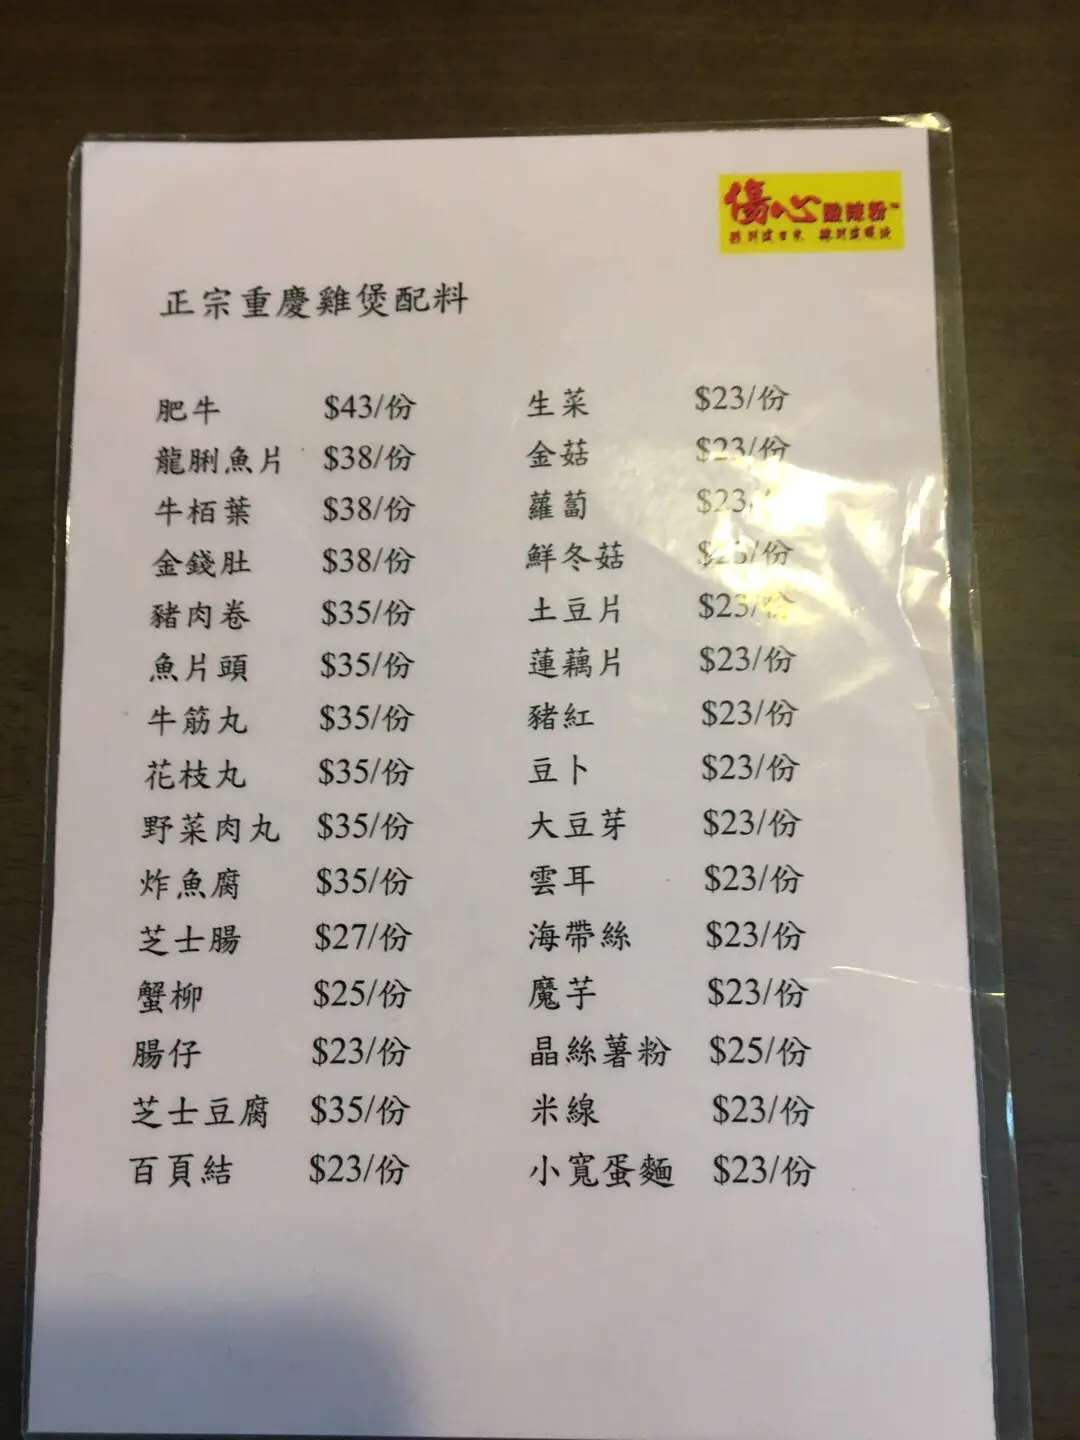 傷心酸辣粉
正宗重慶雞煲配料
肥牛 $43/份 生菜 $23/份
龍脷魚片 $38/份 金菇 $23/份
牛栢葉 $38/份 蘿蔔 $23/
金錢肚 $38/份 鮮冬菇 /份
豬肉卷 $35/份 土豆片 $23/份
魚片頭 $35/份 蓮藕片 $23/份
牛筋丸 $35/份 豬紅 $23/份
花枝丸 $35/份 豆卜 $23/份
野菜肉丸 $35/份 大豆芽 $23/份
炸魚腐 $35/份 雲耳 $23/份
芝士腸 $27/份 海帶絲 $23/份
蟹柳 $25/份 魔芋 $23/份
腸仔 $23/份 晶絲薯粉 $25/份
芝士豆腐 $35/份 米線 $23/份
百頁結 $23/份 小寬蛋麵 $23/份